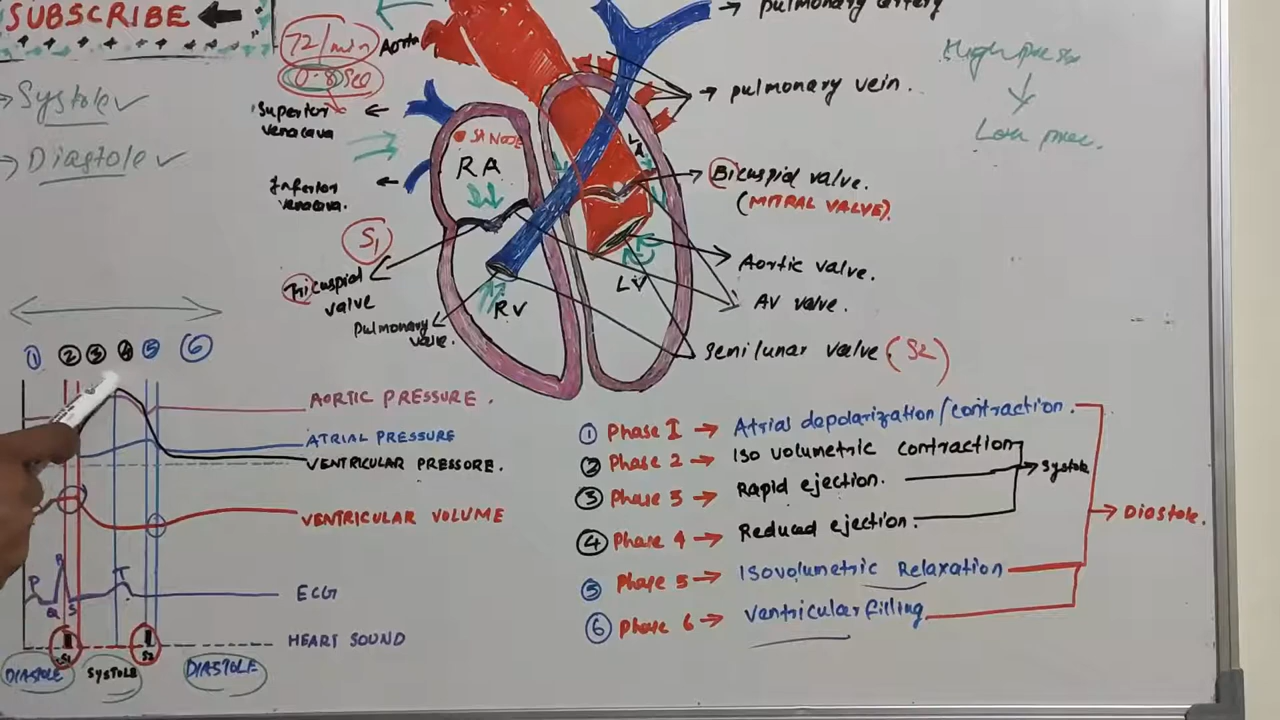 SUBSCRIBE
72/min
0.8 Sec
→ Systole ✓
→ Diastole ✓
Aorta
Superior
venacava
Inferior
venacava.
S1
Tricuspid
valve
Pulmonary
valve.
SA NODE
RA
RV
LA
LV
→ pulmonary artery
→ pulmonary vein.
Bicuspid valve.
(MITRAL VALVE).
Aortic valve.
AV valve.
Semilunar valve (S2)
High pres
Low pres.
1 2 3 4 5 6
AORTIC PRESSURE.
ATRIAL PRESSURE
VENTRICULAR PRESSORE.
VENTRICULAR VOLUME
P Q R S T
ECG
S1 S2
HEART SOUND
DIASTOLE SYSTOLE DIASTOLE
① Phase I → Atrial depolarization/contraction.
② Phase 2 → Iso volumetric contraction
③ Phase 3 → Rapid ejection.
④ Phase 4 → Reduced ejection.
⑤ Phase 5 → Isovolumetric Relaxation
⑥ Phase 6 → Ventricular filling
→ Systole
→ Diastole.